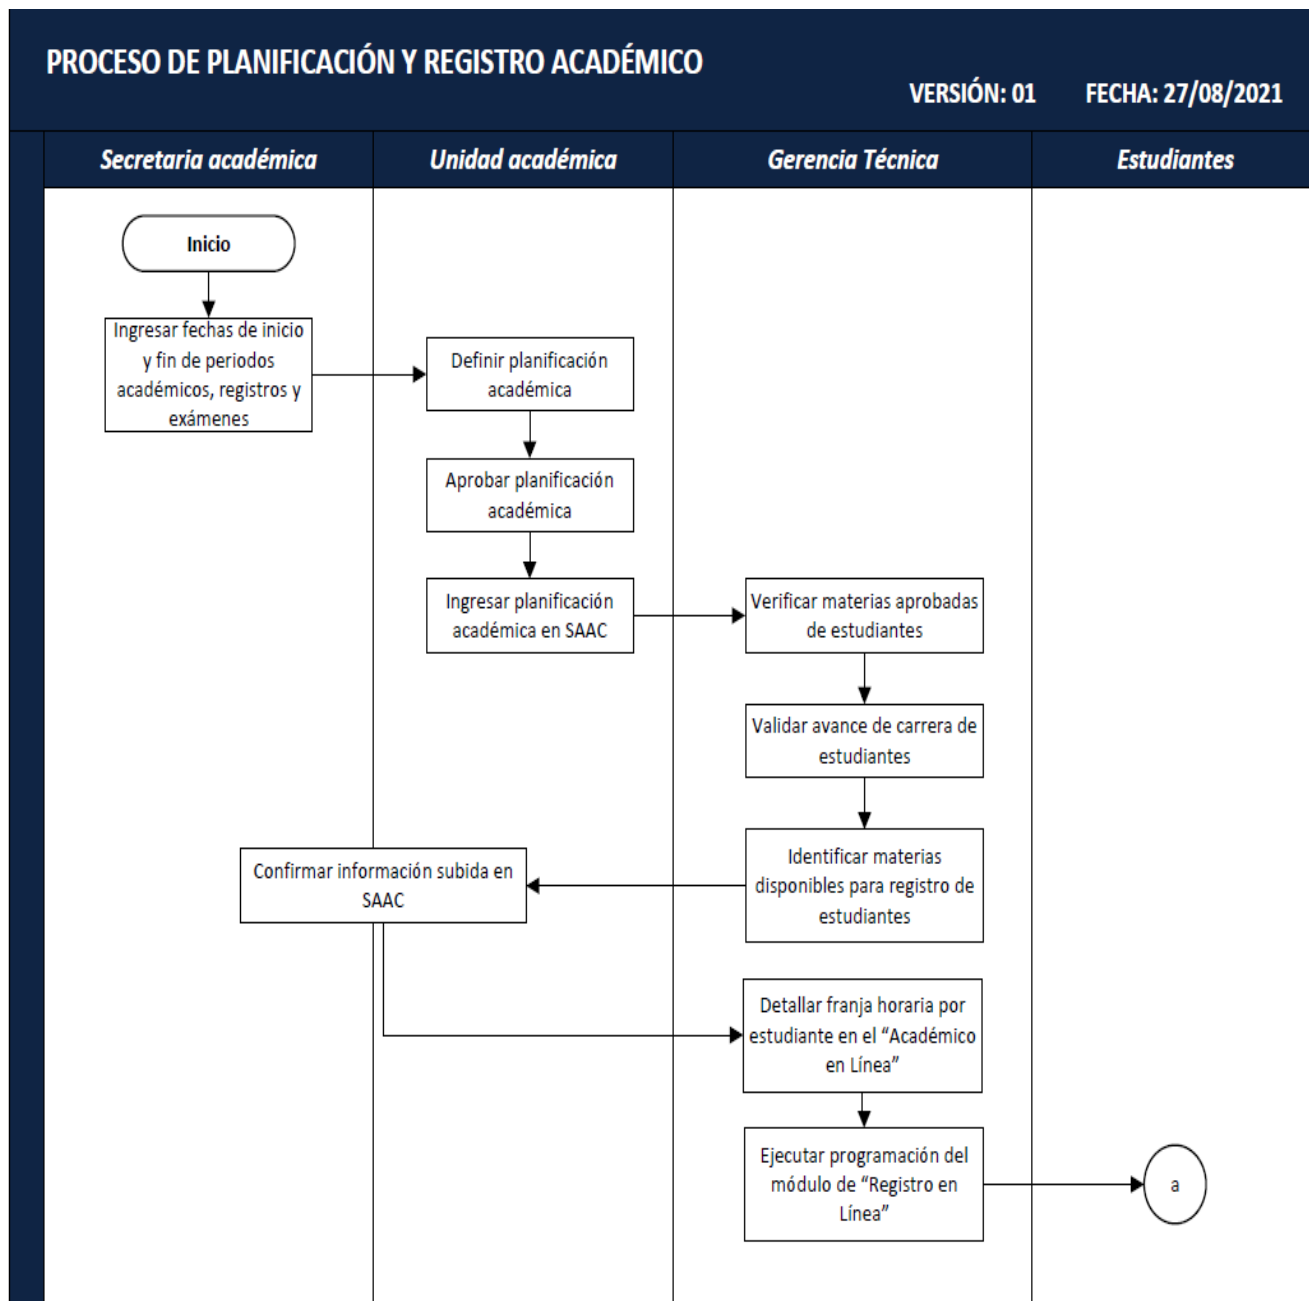 PROCESO DE PLANIFICACIÓN Y REGISTRO ACADÉMICO
VERSIÓN: 01 FECHA: 27/08/2021
Secretaria académica
Unidad académica
Gerencia Técnica
Estudiantes
Inicio
Ingresar fechas de inicio
y fin de periodos
académicos, registros y
exámenes
Definir planificación
académica
Aprobar planificación
académica
Ingresar planificación
académica en SAAC
Verificar materias aprobadas
de estudiantes
Validar avance de carrera de
estudiantes
Identificar materias
disponibles para registro de
estudiantes
Confirmar información subida en
SAAC
Detallar franja horaria por
estudiante en el “Académico
en Línea”
Ejecutar programación del
módulo de “Registro en
Línea”
a